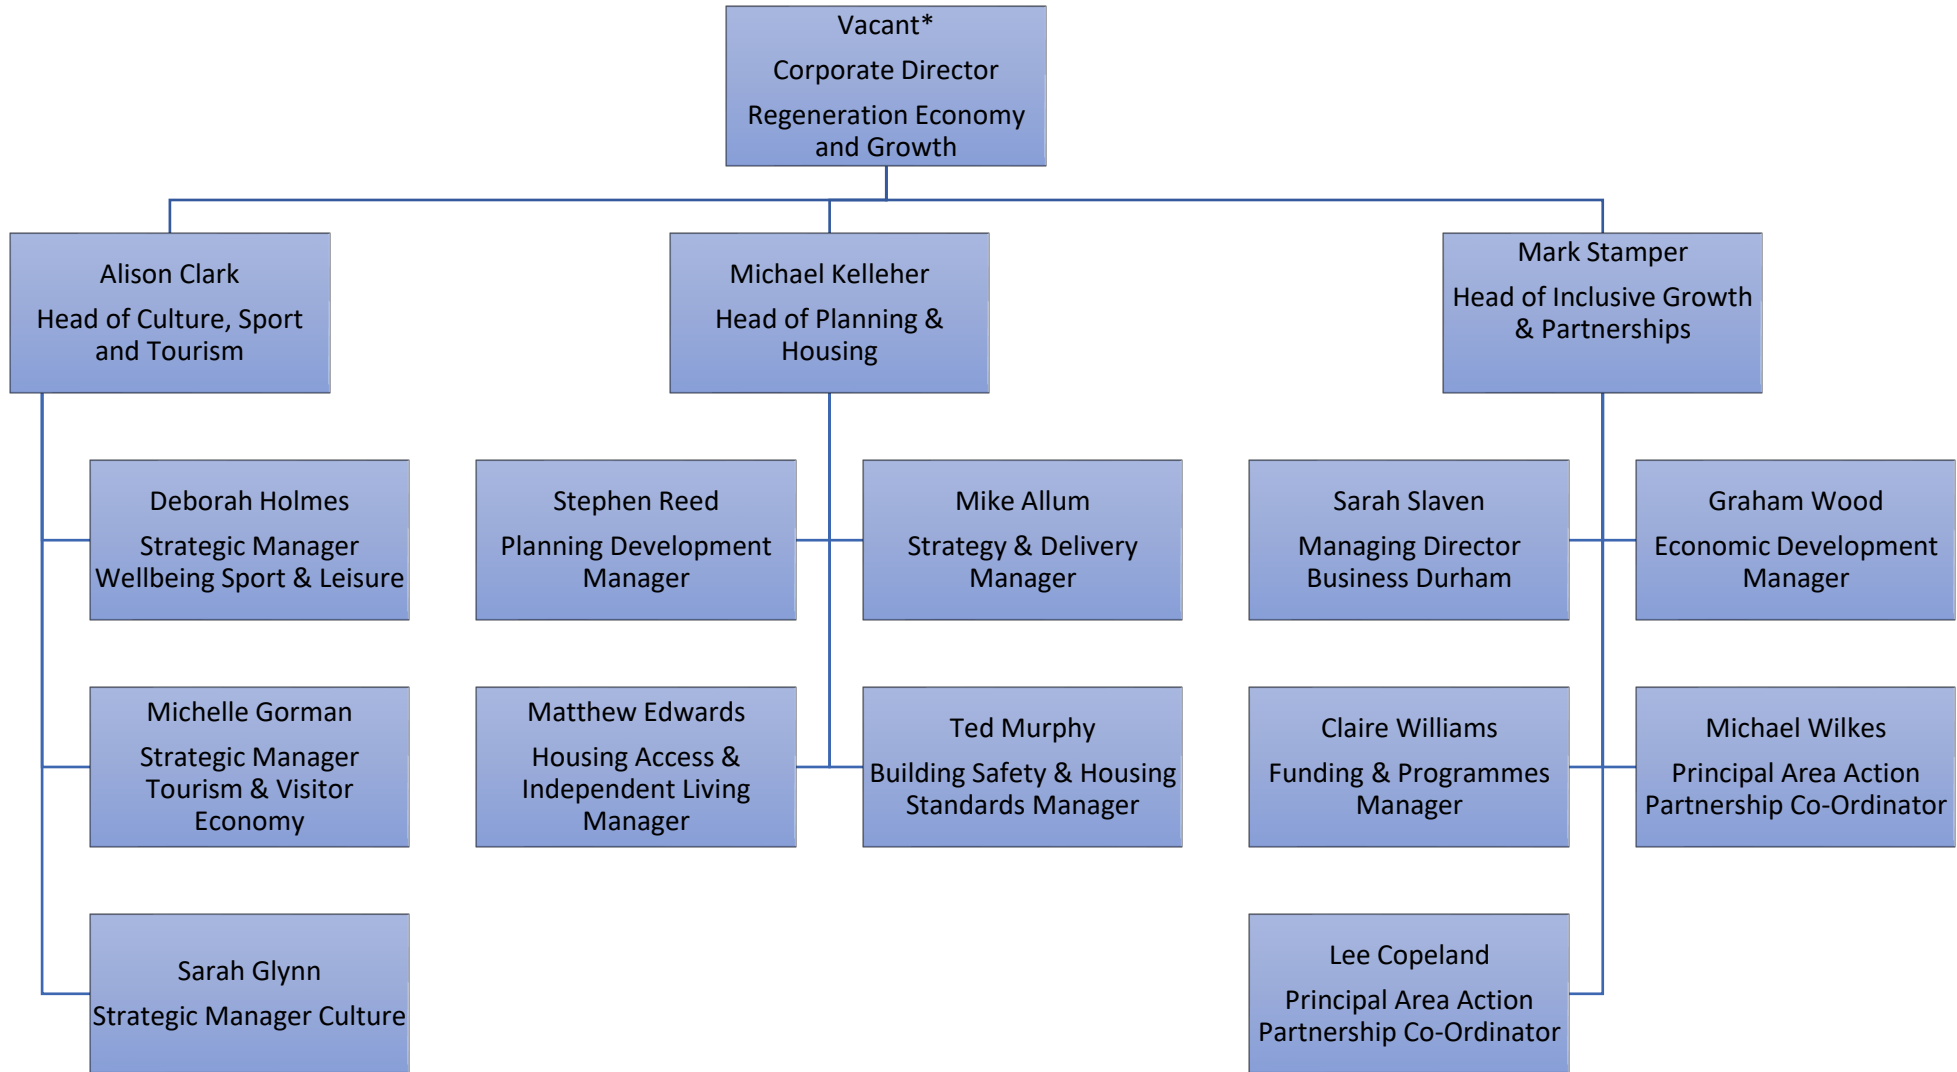 Vacant*
Corporate Director
Regeneration Economy
and Growth
Alison Clark
Head of Culture, Sport
and Tourism
Michael Kelleher
Head of Planning &
Housing
Mark Stamper
Head of Inclusive Growth
& Partnerships
Deborah Holmes
Strategic Manager
Wellbeing Sport & Leisure
Stephen Reed
Planning Development
Manager
Mike Allum
Strategy & Delivery
Manager
Sarah Slaven
Managing Director
Business Durham
Graham Wood
Economic Development
Manager
Michelle Gorman
Strategic Manager
Tourism & Visitor
Economy
Matthew Edwards
Housing Access &
Independent Living
Manager
Ted Murphy
Building Safety & Housing
Standards Manager
Claire Williams
Funding & Programmes
Manager
Michael Wilkes
Principal Area Action
Partnership Co-Ordinator
Sarah Glynn
Strategic Manager Culture
Lee Copeland
Principal Area Action
Partnership Co-Ordinator